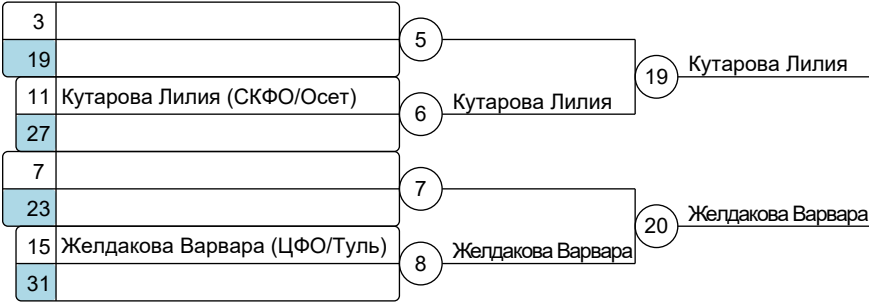 3
5
19
19 Кутарова Лилия
11 Кутарова Лилия (СКФО/Осет)
6 Кутарова Лилия
27
7
7
23
20 Желдакова Варвара
15 Желдакова Варвара (ЦФО/Туль)
8 Желдакова Варвара
31